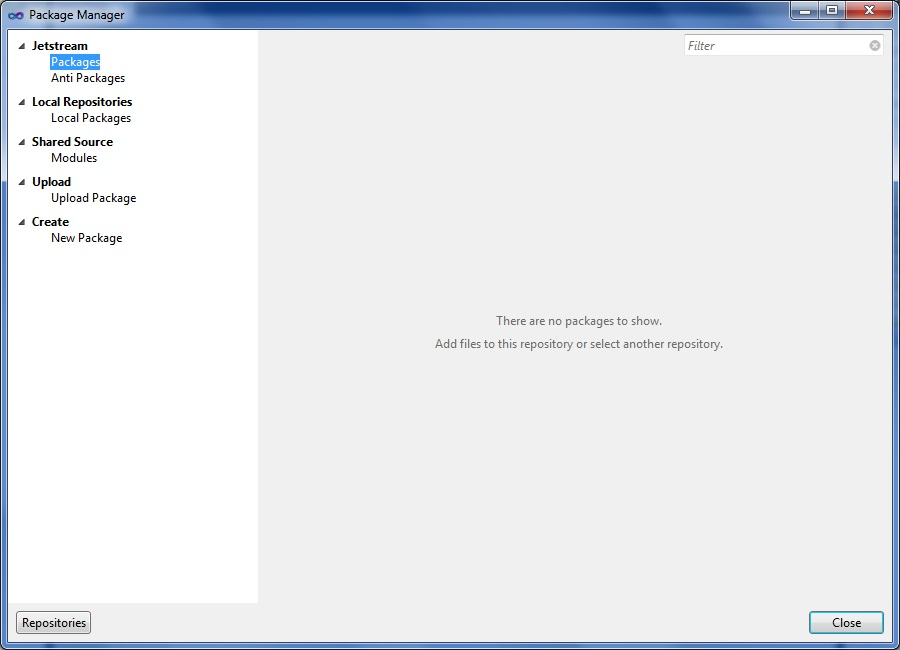 Package Manager
Jetstream
Packages
Anti Packages
Local Repositories
Local Packages
Shared Source
Modules
Upload
Upload Package
Create
New Package
Filter
There are no packages to show.
Add files to this repository or select another repository.
Repositories
Close